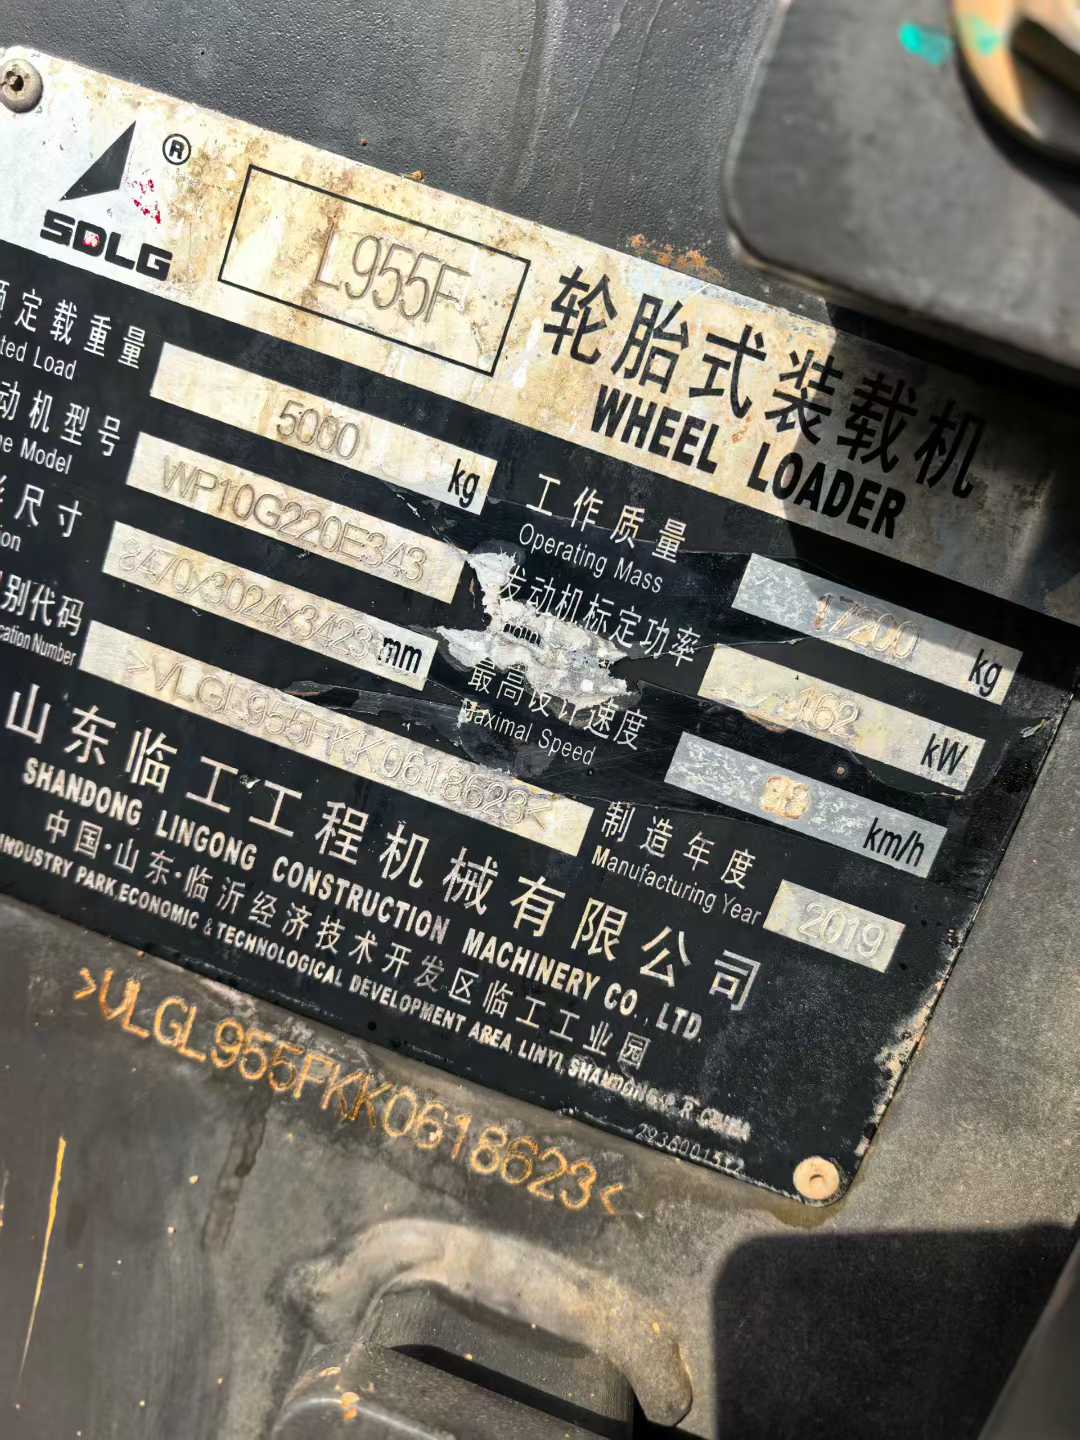 ®
SDLG
L955F
轮胎式装载机
WHEEL LOADER
定载重量
ted Load
5000
kg
动机型号
ne Model
WP10G220E343
尺寸
8470x3024x3423
mm
别代码
cation Number
>VLGL955FKK0618623<
工作质量
Operating Mass
17200
kg
发动机标定功率
162
kW
最高设计速度
Maximal Speed
km/h
制造年度
Manufacturing Year
2019
山东临工工程机械有限公司
SHANDONG LINGONG CONSTRUCTION MACHINERY CO., LTD.
中国·山东·临沂经济技术开发区临工工业园
INDUSTRY PARK, ECONOMIC & TECHNOLOGICAL DEVELOPMENT AREA, LINYI, SHANDONG, P. R. CHINA
>VLGL955FKK0618623<